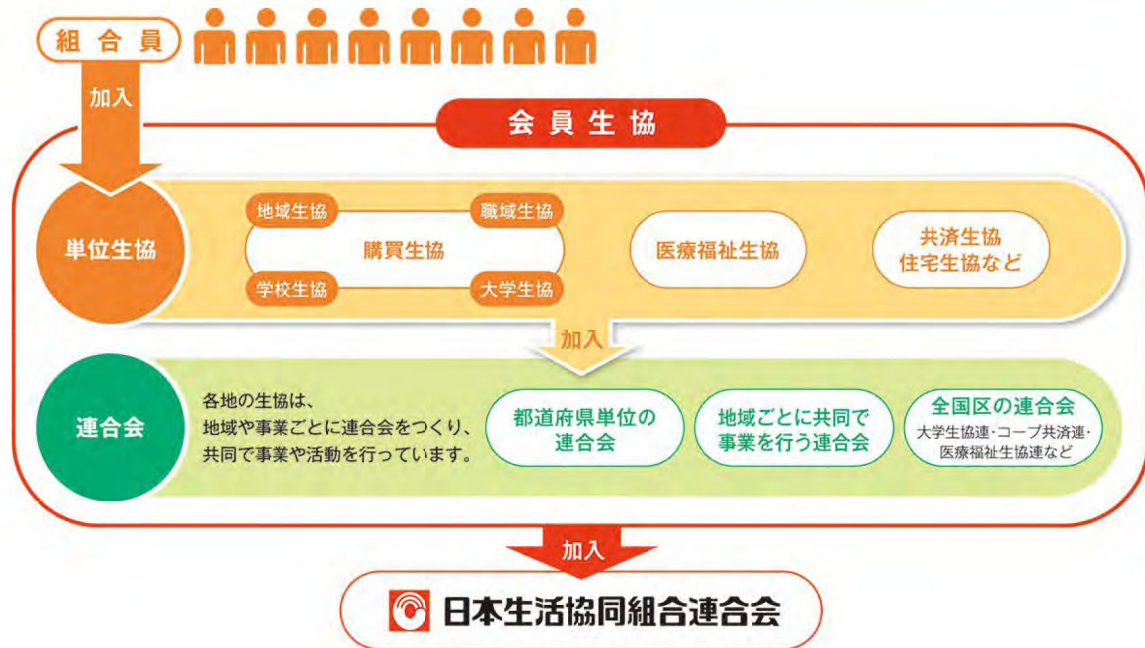 組合員
加入
会員生協
単位生協
地域生協
職域生協
購買生協
学校生協
大学生協
医療福祉生協
共済生協
住宅生協など
加入
連合会
各地の生協は、
地域や事業ごとに連合会をつくり、
共同で事業や活動を行っています。
都道府県単位の
連合会
地域ごとに共同で
事業を行う連合会
全国区の連合会
大学生協連・コープ共済連・
医療福祉生協連など
加入
日本生活協同組合連合会